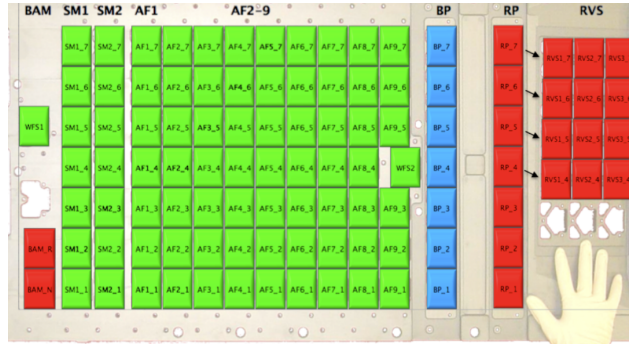 BAM SM1 SM2 AF1 AF2-9 BP RP RVS
SM1_7 SM2_7 AF1_7 AF2_7 AF3_7 AF4_7 AF5_7 AF6_7 AF7_7 AF8_7 AF9_7 BP_7 RP_7 RVS1_7 RVS2_7 RVS3_
SM1_6 SM2_6 AF1_6 AF2_6 AF3_6 AF4_6 AF5_6 AF6_6 AF7_6 AF8_6 AF9_6 BP_6 RP_6 RVS1_6 RVS2_6 RVS3_
WFS1 SM1_5 SM2_5 AF1_5 AF2_5 AF3_5 AF4_5 AF5_5 AF6_5 AF7_5 AF8_5 AF9_5 BP_5 RP_5 RVS1_5 RVS2_5 RVS3_
SM1_4 SM2_4 AF1_4 AF2_4 AF3_4 AF4_4 AF5_4 AF6_4 AF7_4 AF8_4 WFS2 BP_4 RP_4 RVS1_4 RVS2_4 RVS3_
SM1_3 SM2_3 AF1_3 AF2_3 AF3_3 AF4_3 AF5_3 AF6_3 AF7_3 AF8_3 AF9_3 BP_3 RP_3
BAM_R SM1_2 SM2_2 AF1_2 AF2_2 AF3_2 AF4_2 AF5_2 AF6_2 AF7_2 AF8_2 AF9_2 BP_2 RP_2
BAM_N SM1_1 SM2_1 AF1_1 AF2_1 AF3_1 AF4_1 AF5_1 AF6_1 AF7_1 AF8_1 AF9_1 BP_1 RP_1